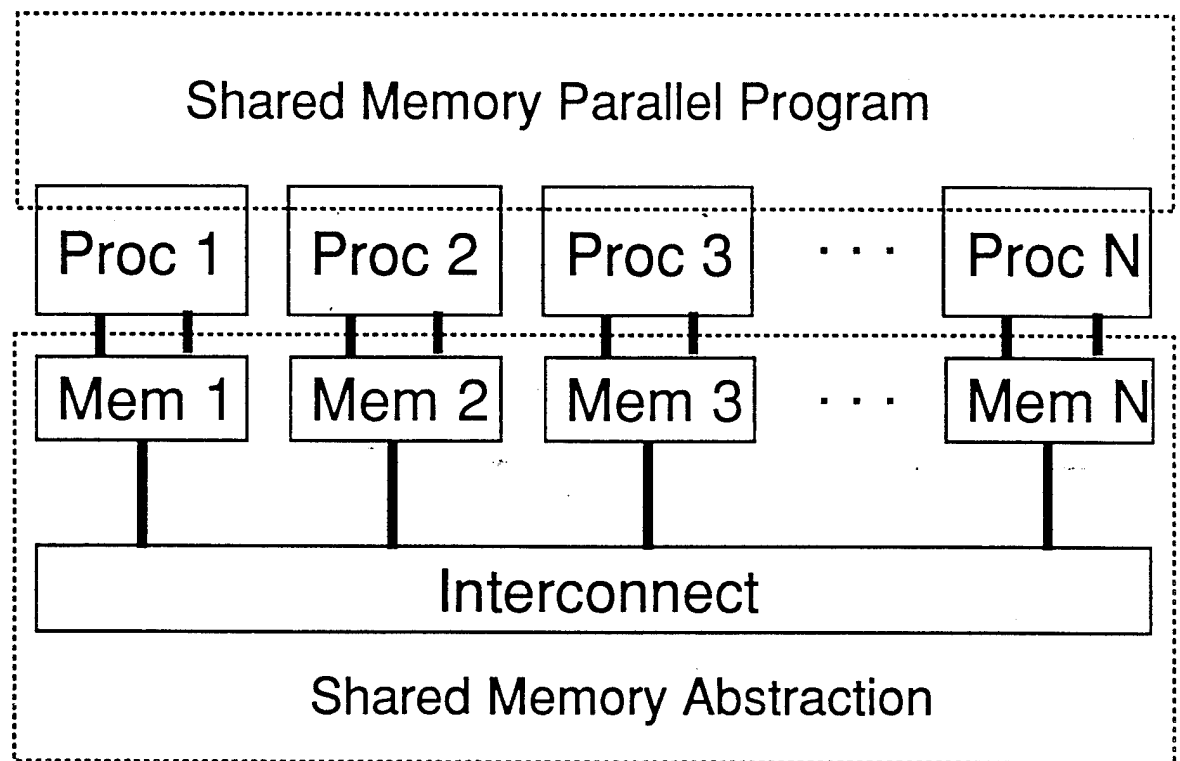 Shared Memory Parallel Program
Proc 1 Proc 2 Proc 3 . . . Proc N
Mem 1 Mem 2 Mem 3 . . . Mem N
Interconnect
Shared Memory Abstraction